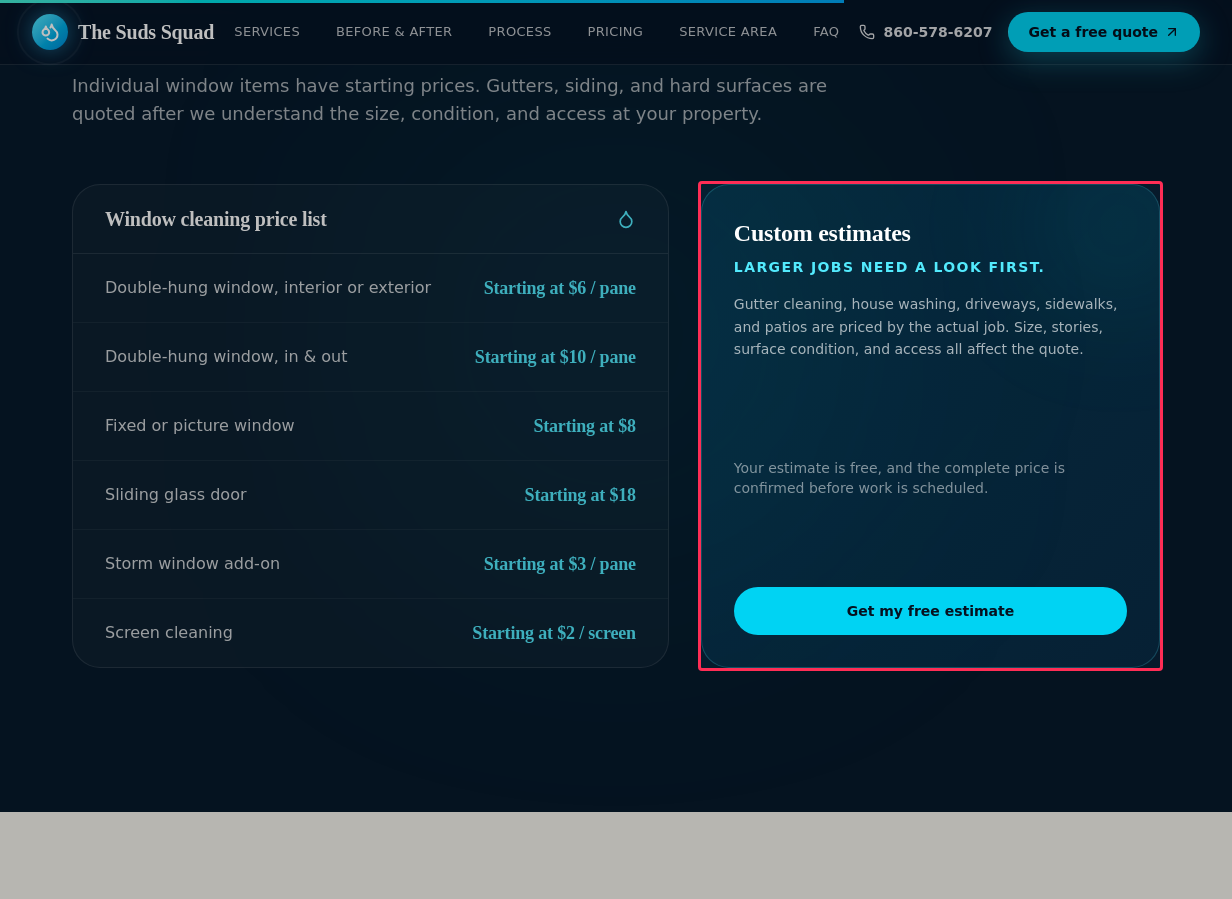 The Suds Squad
SERVICES
BEFORE & AFTER
PROCESS
PRICING
SERVICE AREA
FAQ
860-578-6207
Get a free quote
Individual window items have starting prices. Gutters, siding, and hard surfaces are
quoted after we understand the size, condition, and access at your property.
Window cleaning price list
Double-hung window, interior or exterior
Starting at $6 / pane
Double-hung window, in & out
Starting at $10 / pane
Fixed or picture window
Starting at $8
Sliding glass door
Starting at $18
Storm window add-on
Starting at $3 / pane
Screen cleaning
Starting at $2 / screen
Custom estimates
LARGER JOBS NEED A LOOK FIRST.
Gutter cleaning, house washing, driveways, sidewalks,
and patios are priced by the actual job. Size, stories,
surface condition, and access all affect the quote.
Your estimate is free, and the complete price is
confirmed before work is scheduled.
Get my free estimate